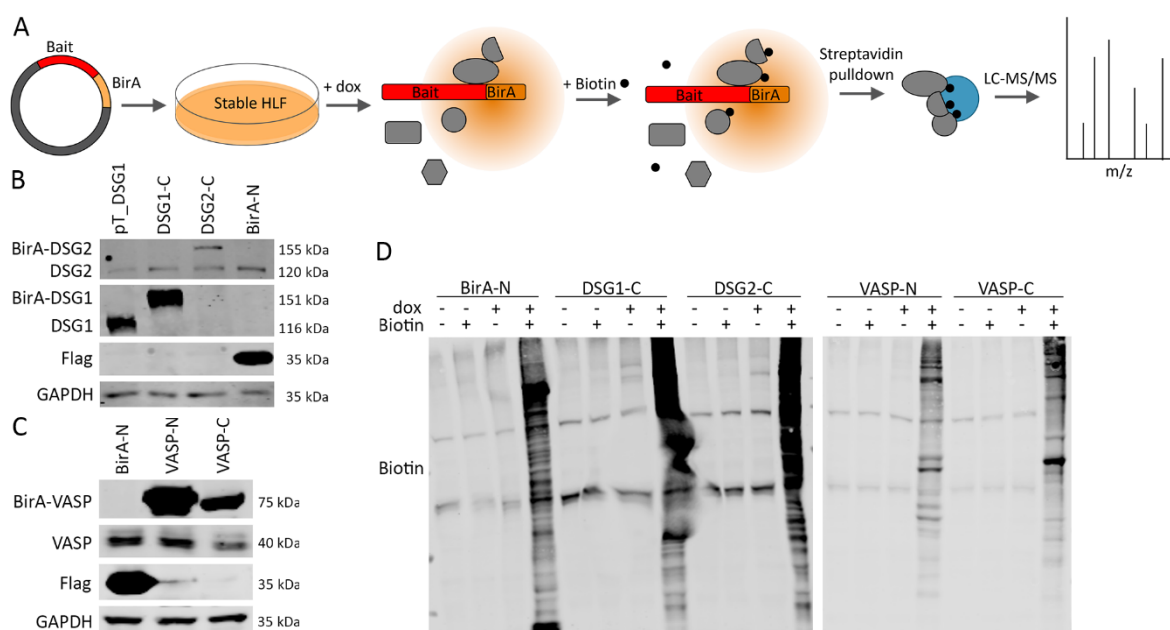 A
Bait
BirA
Stable HLF
+ dox
Bait
BirA
+ Biotin
Bait
BirA
Streptavidin
pulldown
LC-MS/MS
m/z
B
pT_DSG1
DSG1-C
DSG2-C
BirA-N
BirA-DSG2
155 kDa
DSG2
120 kDa
BirA-DSG1
151 kDa
DSG1
116 kDa
Flag
35 kDa
GAPDH
35 kDa
C
BirA-N
VASP-N
VASP-C
BirA-VASP
75 kDa
VASP
40 kDa
Flag
35 kDa
GAPDH
35 kDa
D
BirA-N DSG1-C DSG2-C VASP-N VASP-C
dox - - + + - - + + - - + + - - + + - - + +
Biotin - + - + - + - + - + - + - + - + - + - +
Biotin